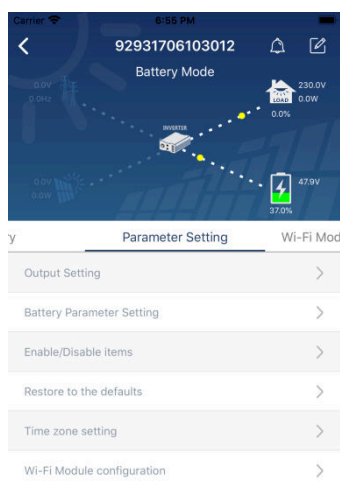 Carrier 6:55 PM
92931706103012
Battery Mode
0.0V
0.0Hz
230.0V
LOAD 0.0W
0.0%
INVERTER
0.0V
0.0W
47.9V
37.0%
ry Parameter Setting Wi-Fi Mod
Output Setting
Battery Parameter Setting
Enable/Disable items
Restore to the defaults
Time zone setting
Wi-Fi Module configuration